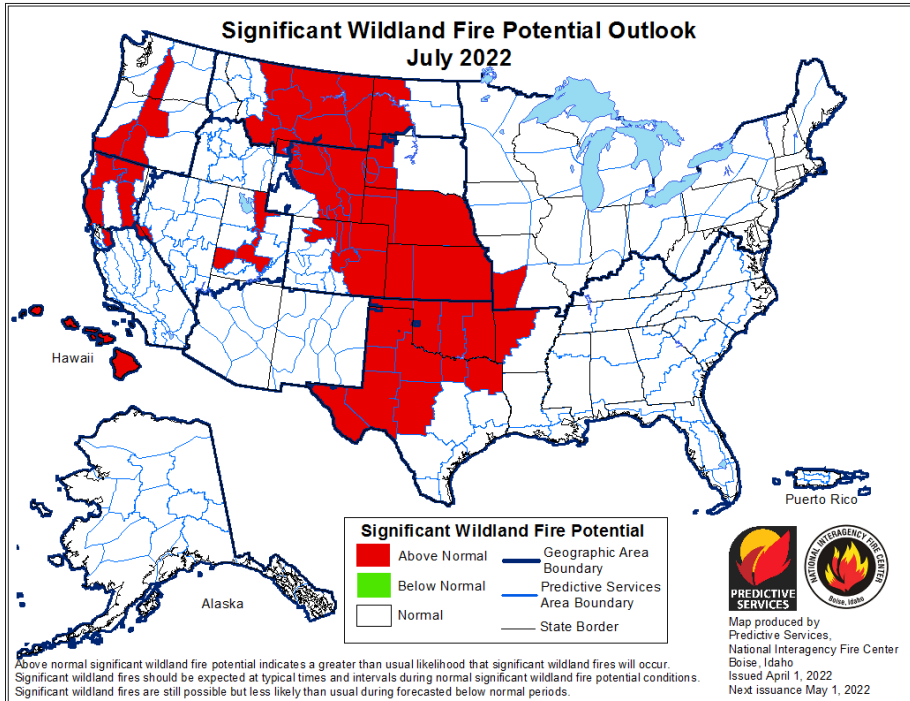 Significant Wildland Fire Potential Outlook
July 2022
Hawaii
Alaska
Puerto Rico
Significant Wildland Fire Potential
Above Normal
Below Normal
Normal
Geographic Area
Boundary
Predictive Services
Area Boundary
State Border
PREDICTIVE
SERVICES
NATIONAL INTERAGENCY FIRE CENTER
Boise, Idaho
Map produced by
Predictive Services,
National Interagency Fire Center
Boise, Idaho
Issued April 1, 2022
Next issuance May 1, 2022
Above normal significant wildland fire potential indicates a greater than usual likelihood that significant wildland fires will occur.
Significant wildland fires should be expected at typical times and intervals during normal significant wildland fire potential conditions.
Significant wildland fires are still possible but less likely than usual during forecasted below normal periods.